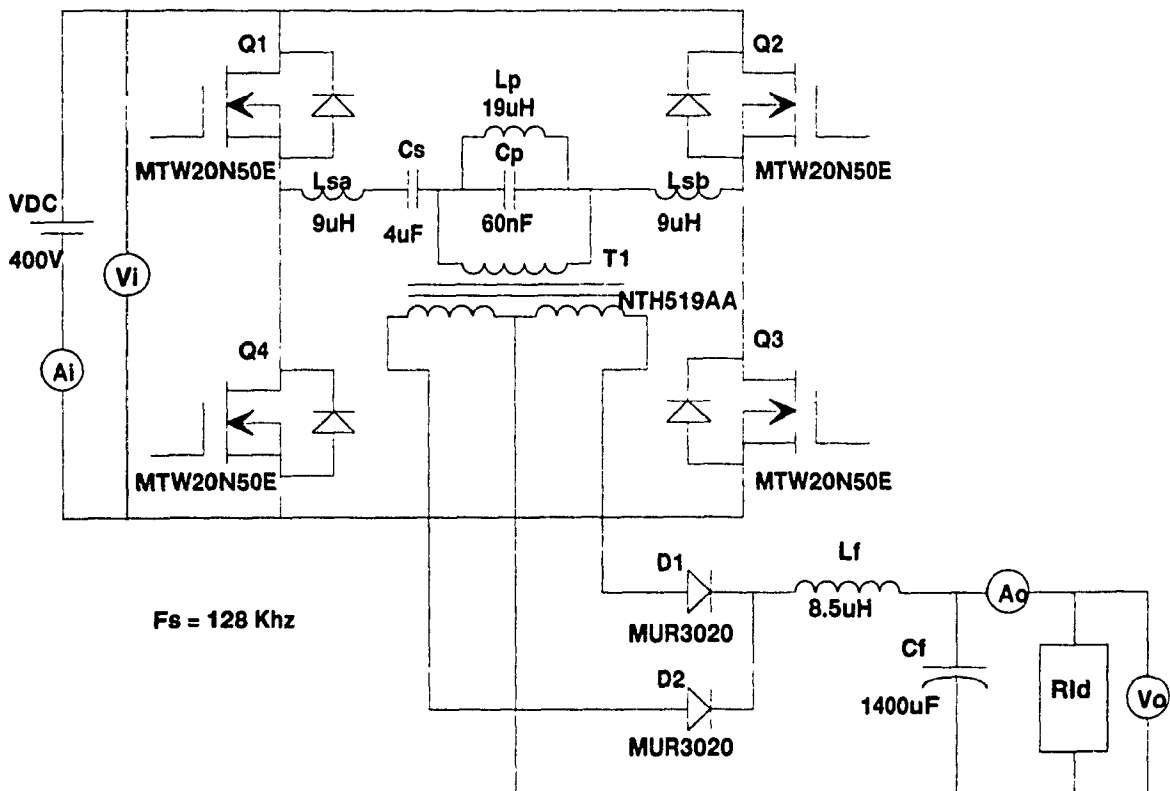 Q1
Q2
Lp
19uH
Cs
Cp
MTW20N50E
MTW20N50E
Lsa
Lsb
VDC
9uH
4uF
60nF
9uH
400V
T1
Vi
NTH519AA
Q4
Q3
Ai
MTW20N50E
MTW20N50E
D1
Lf
Fs = 128 Khz
8.5uH
Ao
MUR3020
Cf
D2
Rld
1400uF
Vo
MUR3020